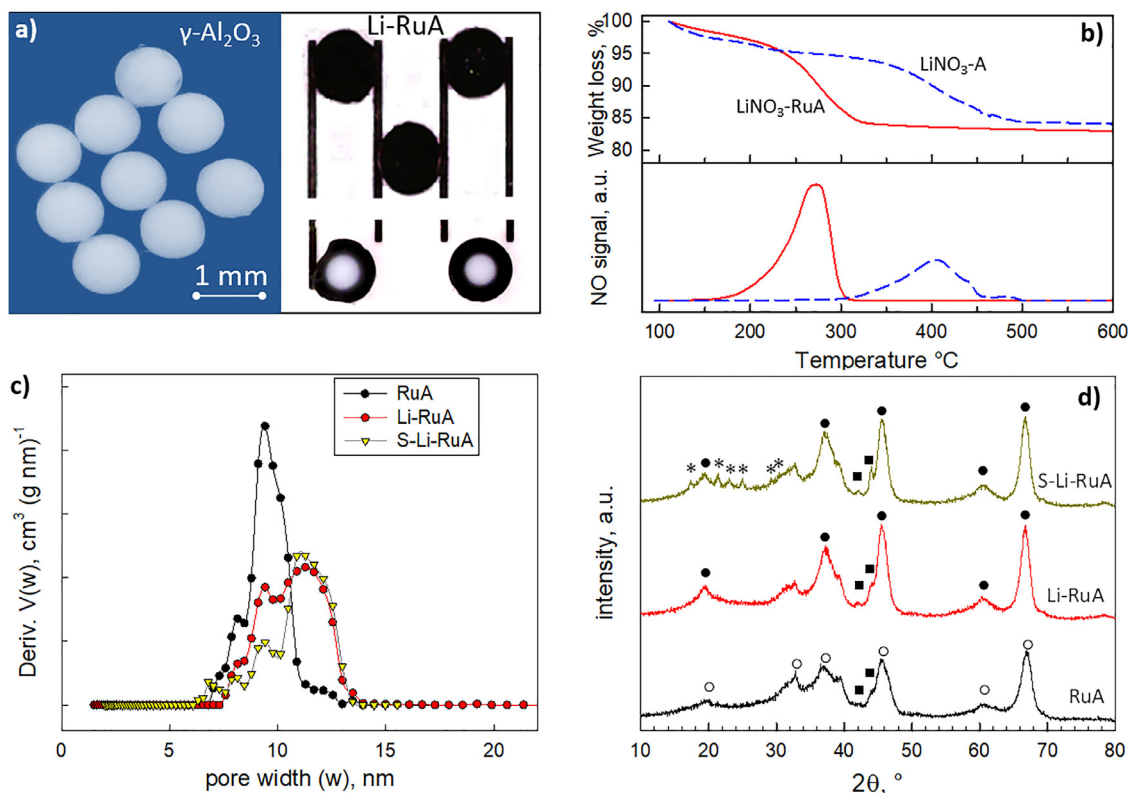 a)
γ-Al₂O₃
1 mm
Li-RuA
b)
Weight loss, %
100
95
90
85
80
LiNO₃-A
LiNO₃-RuA
NO signal, a.u.
100 200 300 400 500 600
Temperature °C
c)
Deriv. V(w), cm³ (g nm)⁻¹
RuA
Li-RuA
S-Li-RuA
0 5 10 15 20
pore width (w), nm
d)
intensity, a.u.
* * * * * *
S-Li-RuA
Li-RuA
RuA
10 20 30 40 50 60 70 80
2θ, °